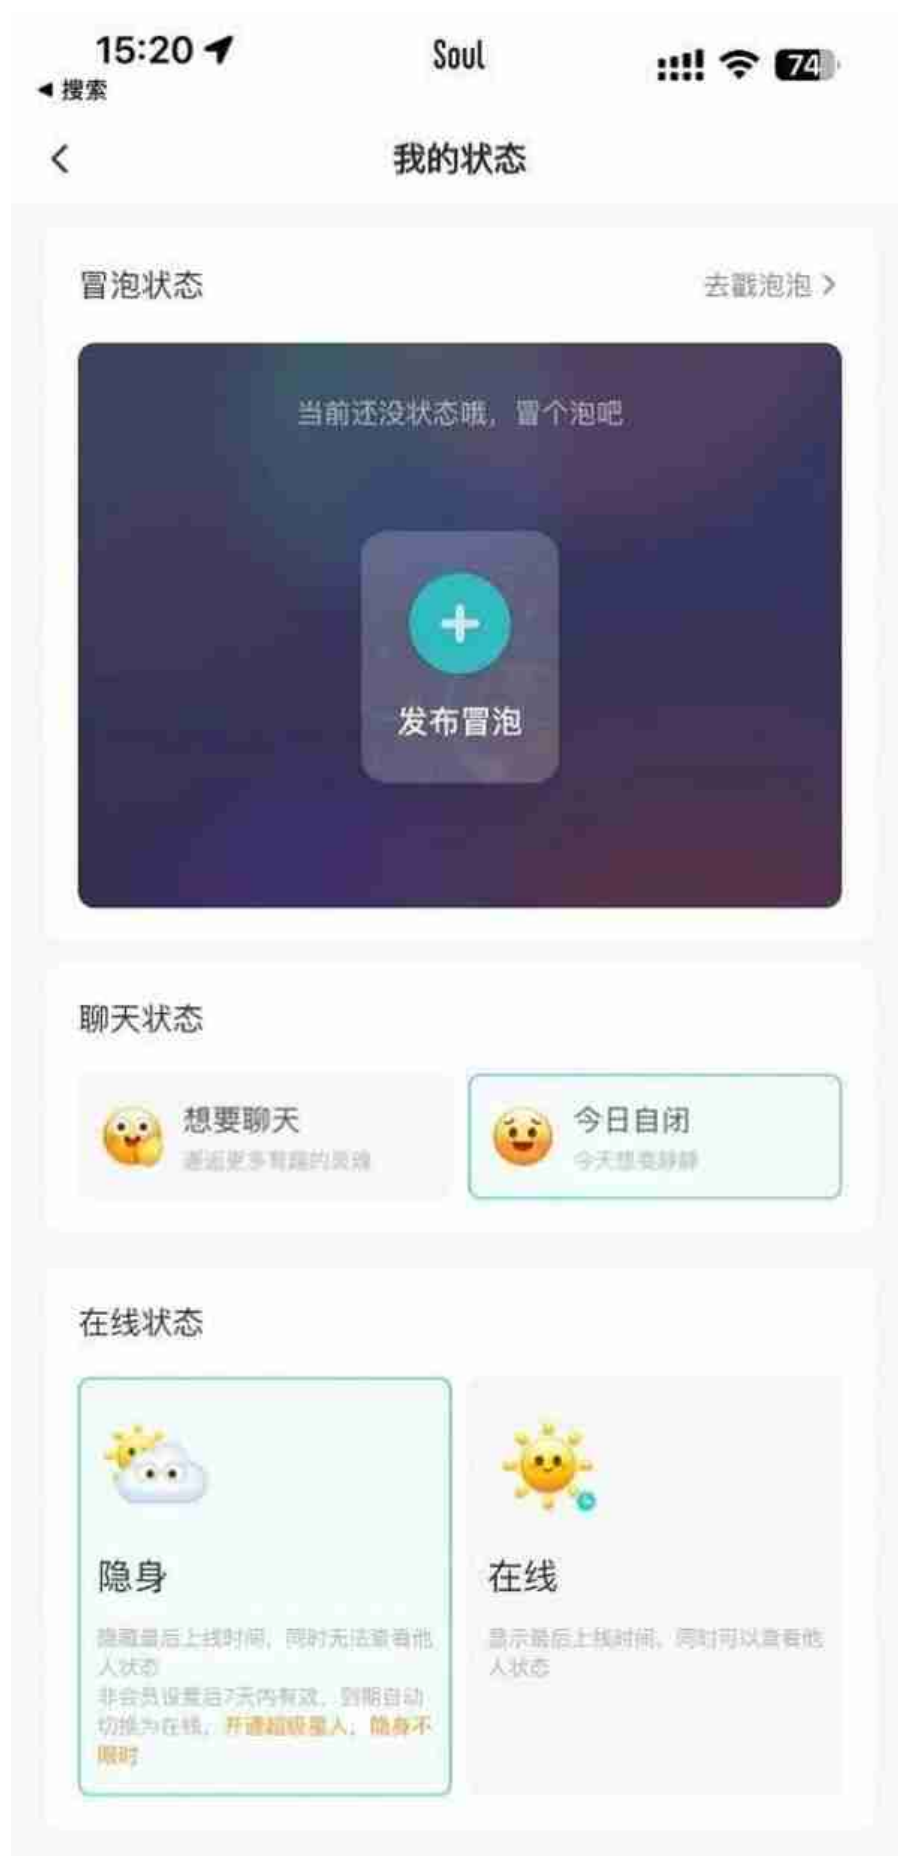 15:20
Soul
74
搜索
我的状态
冒泡状态
去戳泡泡
当前还没状态哦，冒个泡吧
发布冒泡
聊天状态
想要聊天
邂逅更多有趣的灵魂
今日自闭
今天想要静静
在线状态
隐身
隐藏最后上线时间，同时无法查看他
人状态
非会员设置后7天内有效，到期自动
切换为在线，开通超级星人，隐身不
限时
在线
显示最后上线时间，同时可以查看他
人状态